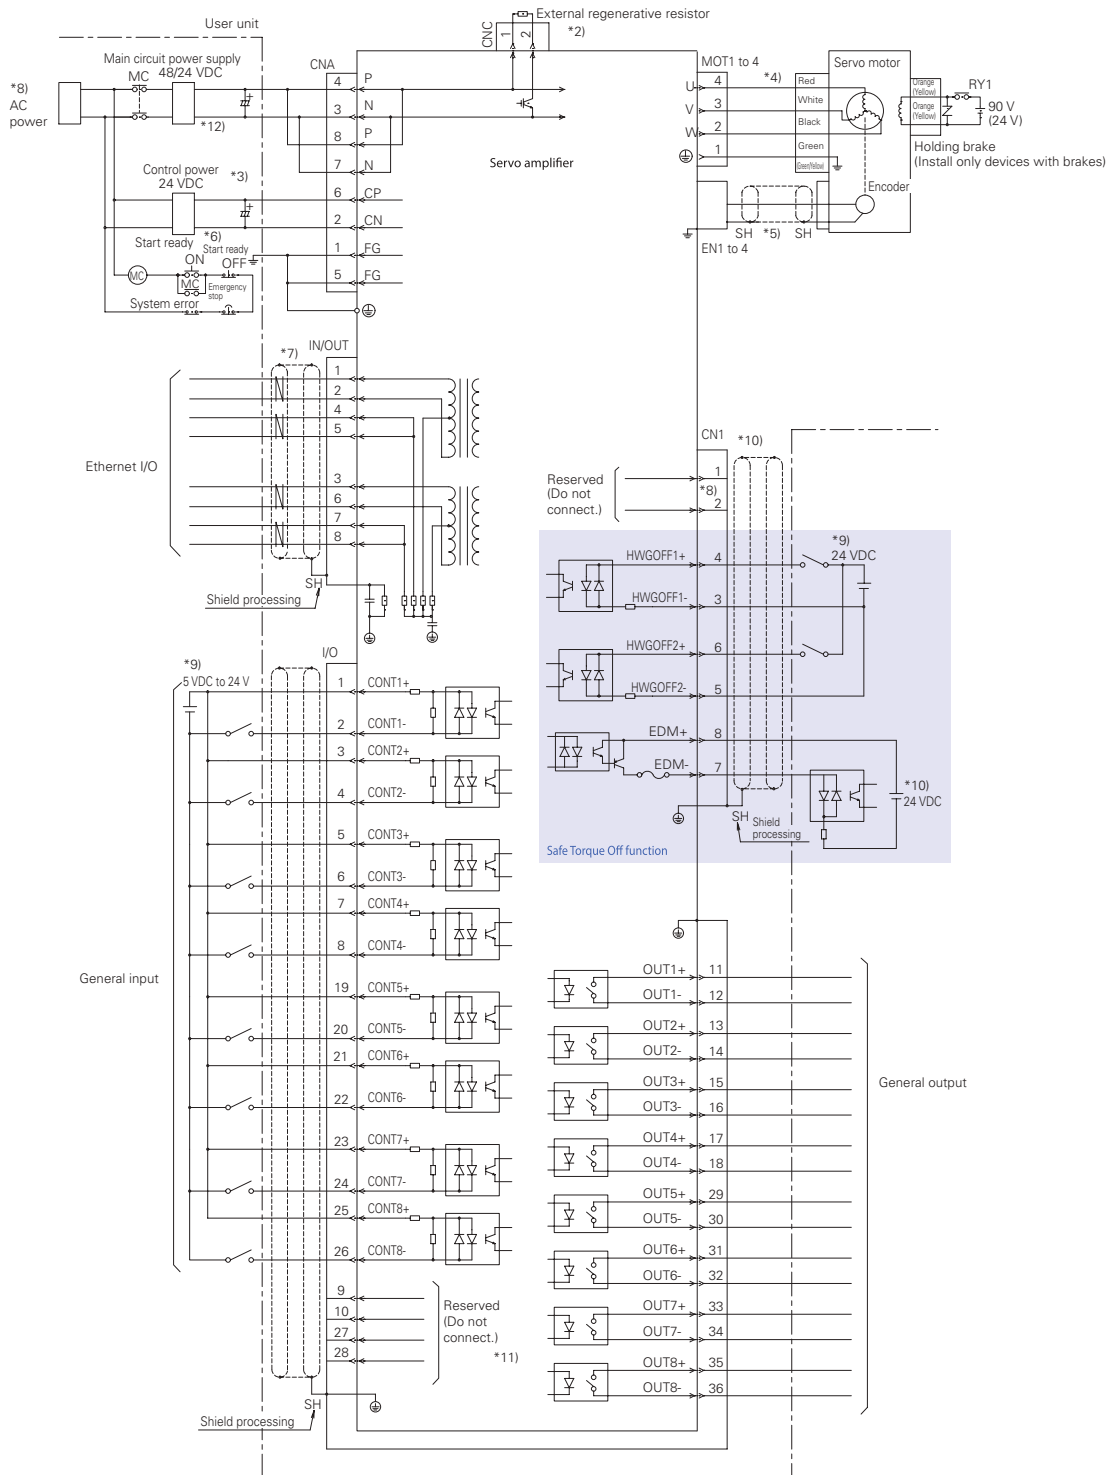 User unit
External regenerative resistor
*2)
CNC
1
2
Main circuit power supply
48/24 VDC
MC
*8)
AC
power
*12)
CNA
4 P
3 N
8 P
7 N
6 CP
2 CN
1 FG
5 FG
Control power
24 VDC
*3)
*6)
Start ready
ON
Start ready
OFF
MC
MC
Emergency
stop
System error
Servo amplifier
MOT1 to 4
U 4
V 3
W 2
1
*4)
Red
White
Black
Green
(Green/Yellow)
Servo motor
Orange
(Yellow)
Orange
(Yellow)
RY1
90 V
(24 V)
Holding brake
(Install only devices with brakes)
Encoder
SH
*5)
SH
EN1 to 4
IN/OUT
*7)
1
2
4
5
3
6
7
8
Ethernet I/O
SH
Shield processing
CN1
*10)
Reserved
(Do not
connect.)
1
*8)
2
HWGOFF1+ 4
HWGOFF1- 3
HWGOFF2+ 6
HWGOFF2- 5
EDM+ 8
EDM- 7
*9)
24 VDC
*10)
24 VDC
SH
Shield
processing
Safe Torque Off function
I/O
*9)
5 VDC to 24 V
General input
1 CONT1+
2 CONT1-
3 CONT2+
4 CONT2-
5 CONT3+
6 CONT3-
7 CONT4+
8 CONT4-
19 CONT5+
20 CONT5-
21 CONT6+
22 CONT6-
23 CONT7+
24 CONT7-
25 CONT8+
26 CONT8-
9
10
27
28
Reserved
(Do not
connect.)
*11)
SH
Shield processing
OUT1+ 11
OUT1- 12
OUT2+ 13
OUT2- 14
OUT3+ 15
OUT3- 16
OUT4+ 17
OUT4- 18
OUT5+ 29
OUT5- 30
OUT6+ 31
OUT6- 32
OUT7+ 33
OUT7- 34
OUT8+ 35
OUT8- 36
General output